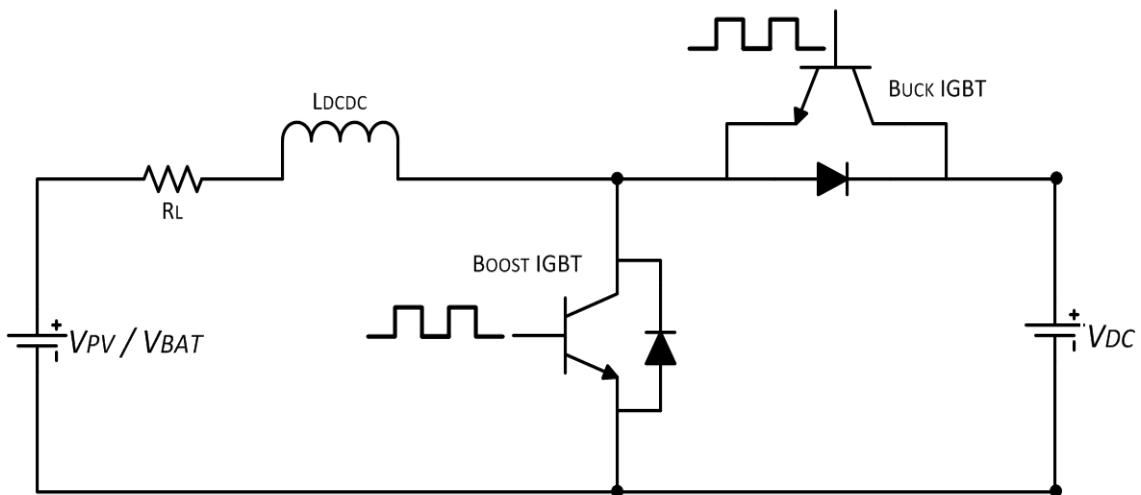 BUCK IGBT
LDCDC
RL
BOOST IGBT
+
VPV / VBAT
+
VDC